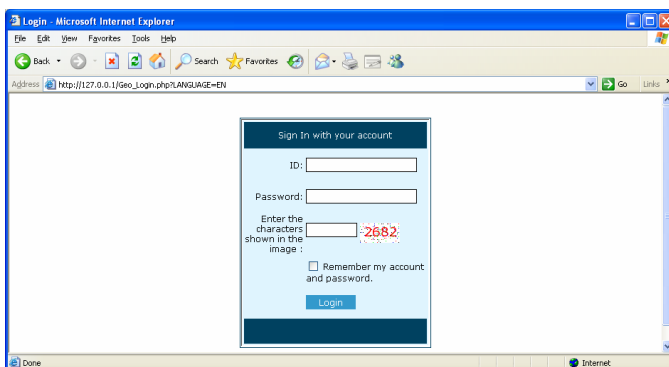 Login - Microsoft Internet Explorer
File Edit View Favorites Tools Help
Back Search Favorites
Address http://127.0.0.1/Geo_Login.php?LANGUAGE=EN Go Links
Sign In with your account
ID:
Password:
Enter the
characters
shown in the
image : 2682
Remember my account
and password.
Login
Done Internet